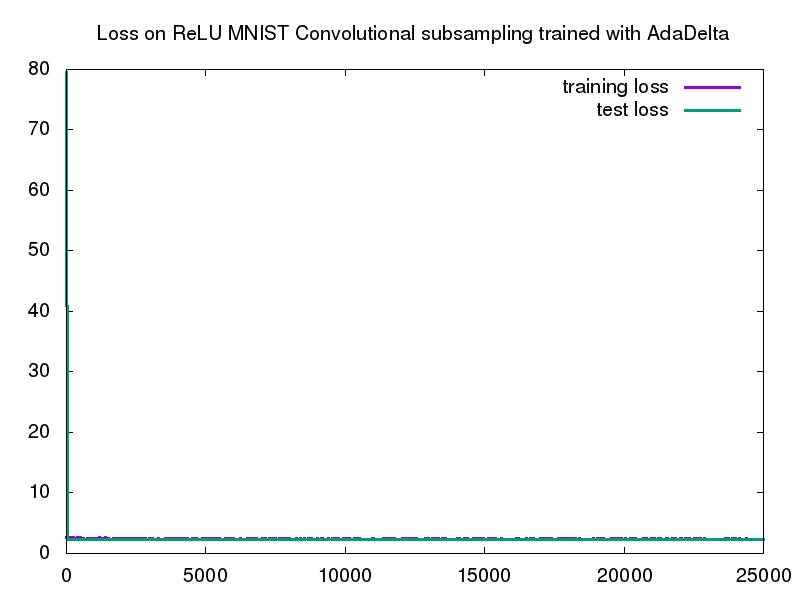 Loss on ReLU MNIST Convolutional subsampling trained with AdaDelta
training loss
test loss
80
70
60
50
40
30
20
10
0
0 5000 10000 15000 20000 25000